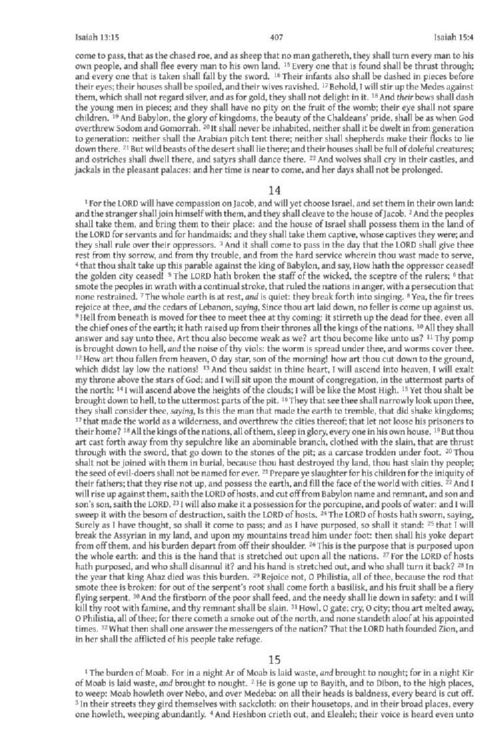 Isaiah 13:15 407 Isaiah 15:4
come to pass, that as the chased roe, and as sheep that no man gathereth, they shall turn every man to his
own people, and shall flee every man to his own land. 15 Every one that is found shall be thrust through;
and every one that is taken shall fall by the sword. 16 Their infants also shall be dashed in pieces before
their eyes; their houses shall be spoiled, and their wives ravished. 17 Behold, I will stir up the Medes against
them, which shall not regard silver, and as for gold, they shall not delight in it. 18 And their bows shall dash
the young men in pieces; and they shall have no pity on the fruit of the womb; their eye shall not spare
children. 19 And Babylon, the glory of kingdoms, the beauty of the Chaldeans' pride, shall be as when God
overthrew Sodom and Gomorrah. 20 It shall never be inhabited, neither shall it be dwelt in from generation
to generation: neither shall the Arabian pitch tent there; neither shall shepherds make their flocks to lie
down there. 21 But wild beasts of the desert shall lie there; and their houses shall be full of doleful creatures;
and ostriches shall dwell there, and satyrs shall dance there. 22 And wolves shall cry in their castles, and
jackals in the pleasant palaces: and her time is near to come, and her days shall not be prolonged.
14
1 For the LORD will have compassion on Jacob, and will yet choose Israel, and set them in their own land:
and the stranger shall join himself with them, and they shall cleave to the house of Jacob. 2 And the peoples
shall take them, and bring them to their place: and the house of Israel shall possess them in the land of
the LORD for servants and for handmaids: and they shall take them captive, whose captives they were; and
they shall rule over their oppressors. 3 And it shall come to pass in the day that the LORD shall give thee
rest from thy sorrow, and from thy trouble, and from the hard service wherein thou wast made to serve,
4 that thou shalt take up this parable against the king of Babylon, and say, How hath the oppressor ceased!
the golden city ceased! 5 The LORD hath broken the staff of the wicked, the sceptre of the rulers; 6 that
smote the peoples in wrath with a continual stroke, that ruled the nations in anger, with a persecution that
none restrained. 7 The whole earth is at rest, and is quiet: they break forth into singing. 8 Yea, the fir trees
rejoice at thee, and the cedars of Lebanon, saying, Since thou art laid down, no feller is come up against us.
9 Hell from beneath is moved for thee to meet thee at thy coming: it stirreth up the dead for thee, even all
the chief ones of the earth; it hath raised up from their thrones all the kings of the nations. 10 All they shall
answer and say unto thee, Art thou also become weak as we? art thou become like unto us? 11 Thy pomp
is brought down to hell, and the noise of thy viols: the worm is spread under thee, and worms cover thee.
12 How art thou fallen from heaven, O day star, son of the morning! how art thou cut down to the ground,
which didst lay low the nations! 13 And thou saidst in thine heart, I will ascend into heaven, I will exalt
my throne above the stars of God; and I will sit upon the mount of congregation, in the uttermost parts of
the north: 14 I will ascend above the heights of the clouds; I will be like the Most High. 15 Yet thou shalt be
brought down to hell, to the uttermost parts of the pit. 16 They that see thee shall narrowly look upon thee,
they shall consider thee, saying, Is this the man that made the earth to tremble, that did shake kingdoms;
17 that made the world as a wilderness, and overthrew the cities thereof; that let not loose his prisoners to
their home? 18 All the kings of the nations, all of them, sleep in glory, every one in his own house. 19 But thou
art cast forth away from thy sepulchre like an abominable branch, clothed with the slain, that are thrust
through with the sword, that go down to the stones of the pit; as a carcase trodden under foot. 20 Thou
shalt not be joined with them in burial, because thou hast destroyed thy land, thou hast slain thy people;
the seed of evil-doers shall not be named for ever. 21 Prepare ye slaughter for his children for the iniquity of
their fathers; that they rise not up, and possess the earth, and fill the face of the world with cities. 22 And I
will rise up against them, saith the LORD of hosts, and cut off from Babylon name and remnant, and son and
son's son, saith the LORD. 23 I will also make it a possession for the porcupine, and pools of water: and I will
sweep it with the besom of destruction, saith the LORD of hosts. 24 The LORD of hosts hath sworn, saying,
Surely as I have thought, so shall it come to pass; and as I have purposed, so shall it stand: 25 that I will
break the Assyrian in my land, and upon my mountains tread him under foot: then shall his yoke depart
from off them, and his burden depart from off their shoulder. 26 This is the purpose that is purposed upon
the whole earth: and this is the hand that is stretched out upon all the nations. 27 For the LORD of hosts
hath purposed, and who shall disannul it? and his hand is stretched out, and who shall turn it back? 28 In
the year that king Ahaz died was this burden. 29 Rejoice not, O Philistia, all of thee, because the rod that
smote thee is broken: for out of the serpent's root shall come forth a basilisk, and his fruit shall be a fiery
flying serpent. 30 And the firstborn of the poor shall feed, and the needy shall lie down in safety: and I will
kill thy root with famine, and thy remnant shall be slain. 31 Howl, O gate; cry, O city; thou art melted away,
O Philistia, all of thee; for there cometh a smoke out of the north, and none standeth aloof at his appointed
times. 32 What then shall one answer the messengers of the nation? That the LORD hath founded Zion, and
in her shall the afflicted of his people take refuge.
15
1 The burden of Moab. For in a night Ar of Moab is laid waste, and brought to nought; for in a night Kir
of Moab is laid waste, and brought to nought. 2 He is gone up to Bayith, and to Dibon, to the high places,
to weep: Moab howleth over Nebo, and over Medeba: on all their heads is baldness, every beard is cut off.
3 In their streets they gird themselves with sackcloth: on their housetops, and in their broad places, every
one howleth, weeping abundantly. 4 And Heshbon crieth out, and Elealeh; their voice is heard even unto